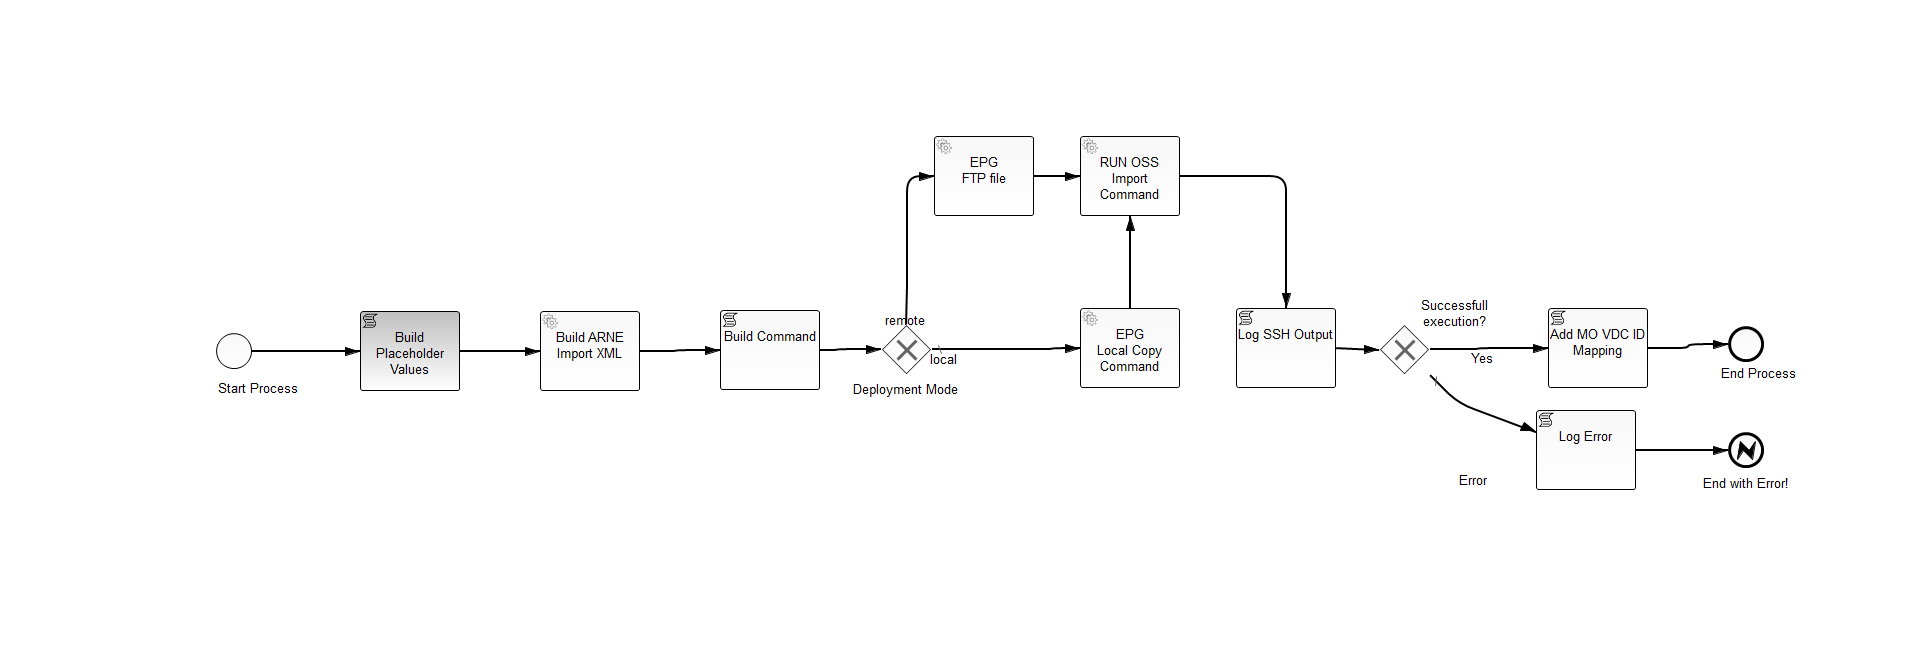 EPG
FTP file
RUN OSS
Import
Command
Start Process
Build
Placeholder
Values
Build ARNE
Import XML
Build Command
remote
local
Deployment Mode
EPG
Local Copy
Command
Log SSH Output
Successfull
execution?
Yes
Error
Add MO VDC ID
Mapping
End Process
Log Error
End with Error!